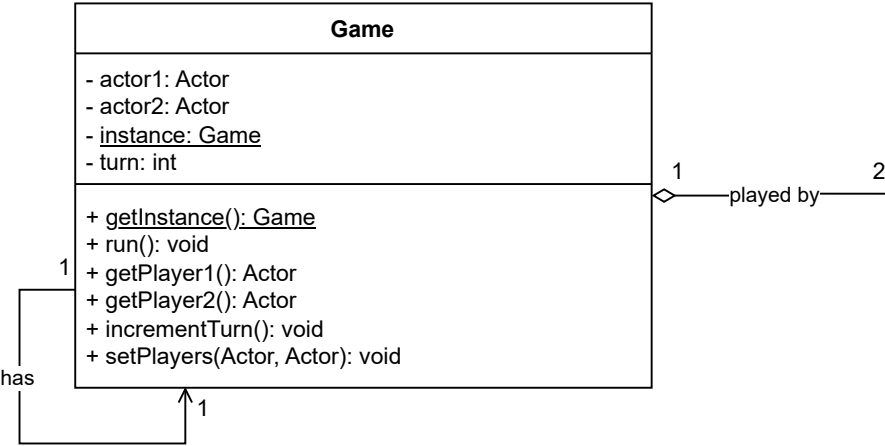 Game
- actor1: Actor
- actor2: Actor
- instance: Game
- turn: int
1
2
played by
+ getInstance(): Game
+ run(): void
1
+ getPlayer1(): Actor
+ getPlayer2(): Actor
+ incrementTurn(): void
+ setPlayers(Actor, Actor): void
has
1